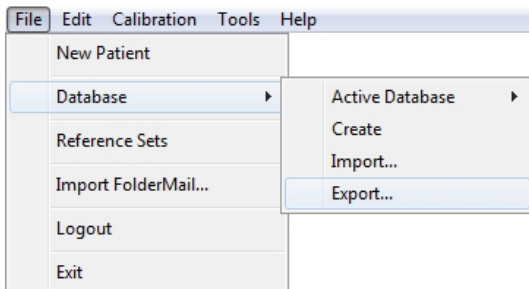 File Edit Calibration Tools Help
New Patient
Database
Active Database
Create
Reference Sets
Import...
Import FolderMail...
Export...
Logout
Exit